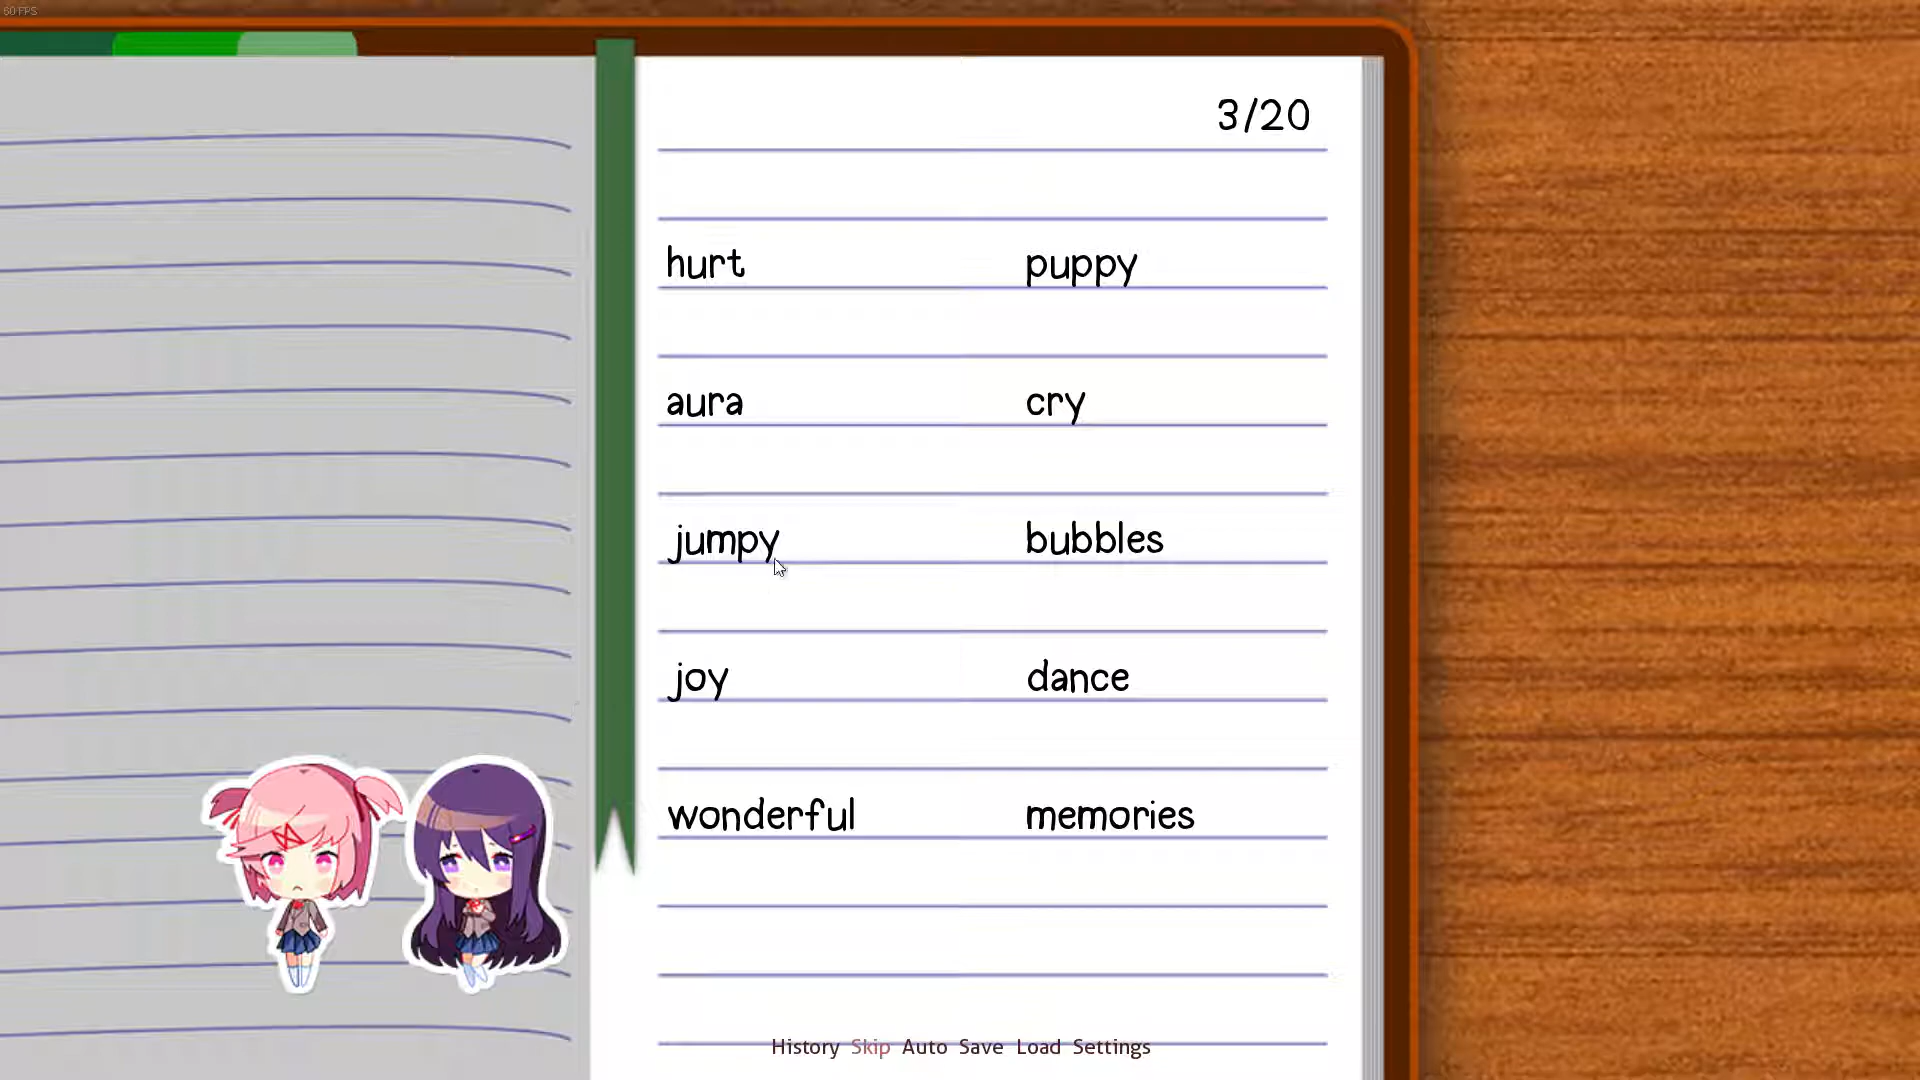 60 FPS
3/20
hurt puppy
aura cry
jumpy bubbles
joy dance
wonderful memories
History Skip Auto Save Load Settings